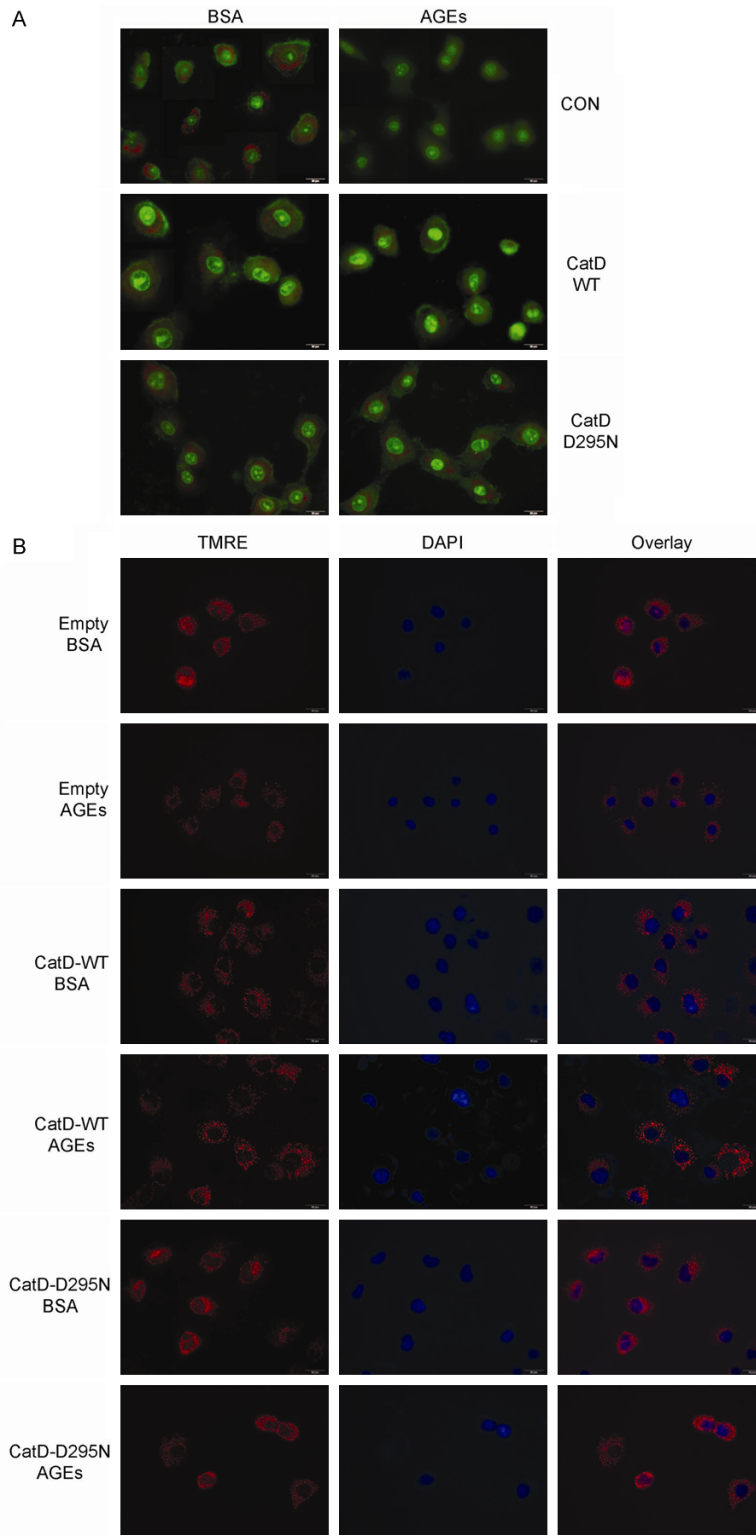 A
BSA
AGEs
CON
CatD
WT
CatD
D295N
B
TMRE
DAPI
Overlay
Empty
BSA
Empty
AGEs
CatD-WT
BSA
CatD-WT
AGEs
CatD-D295N
BSA
CatD-D295N
AGEs